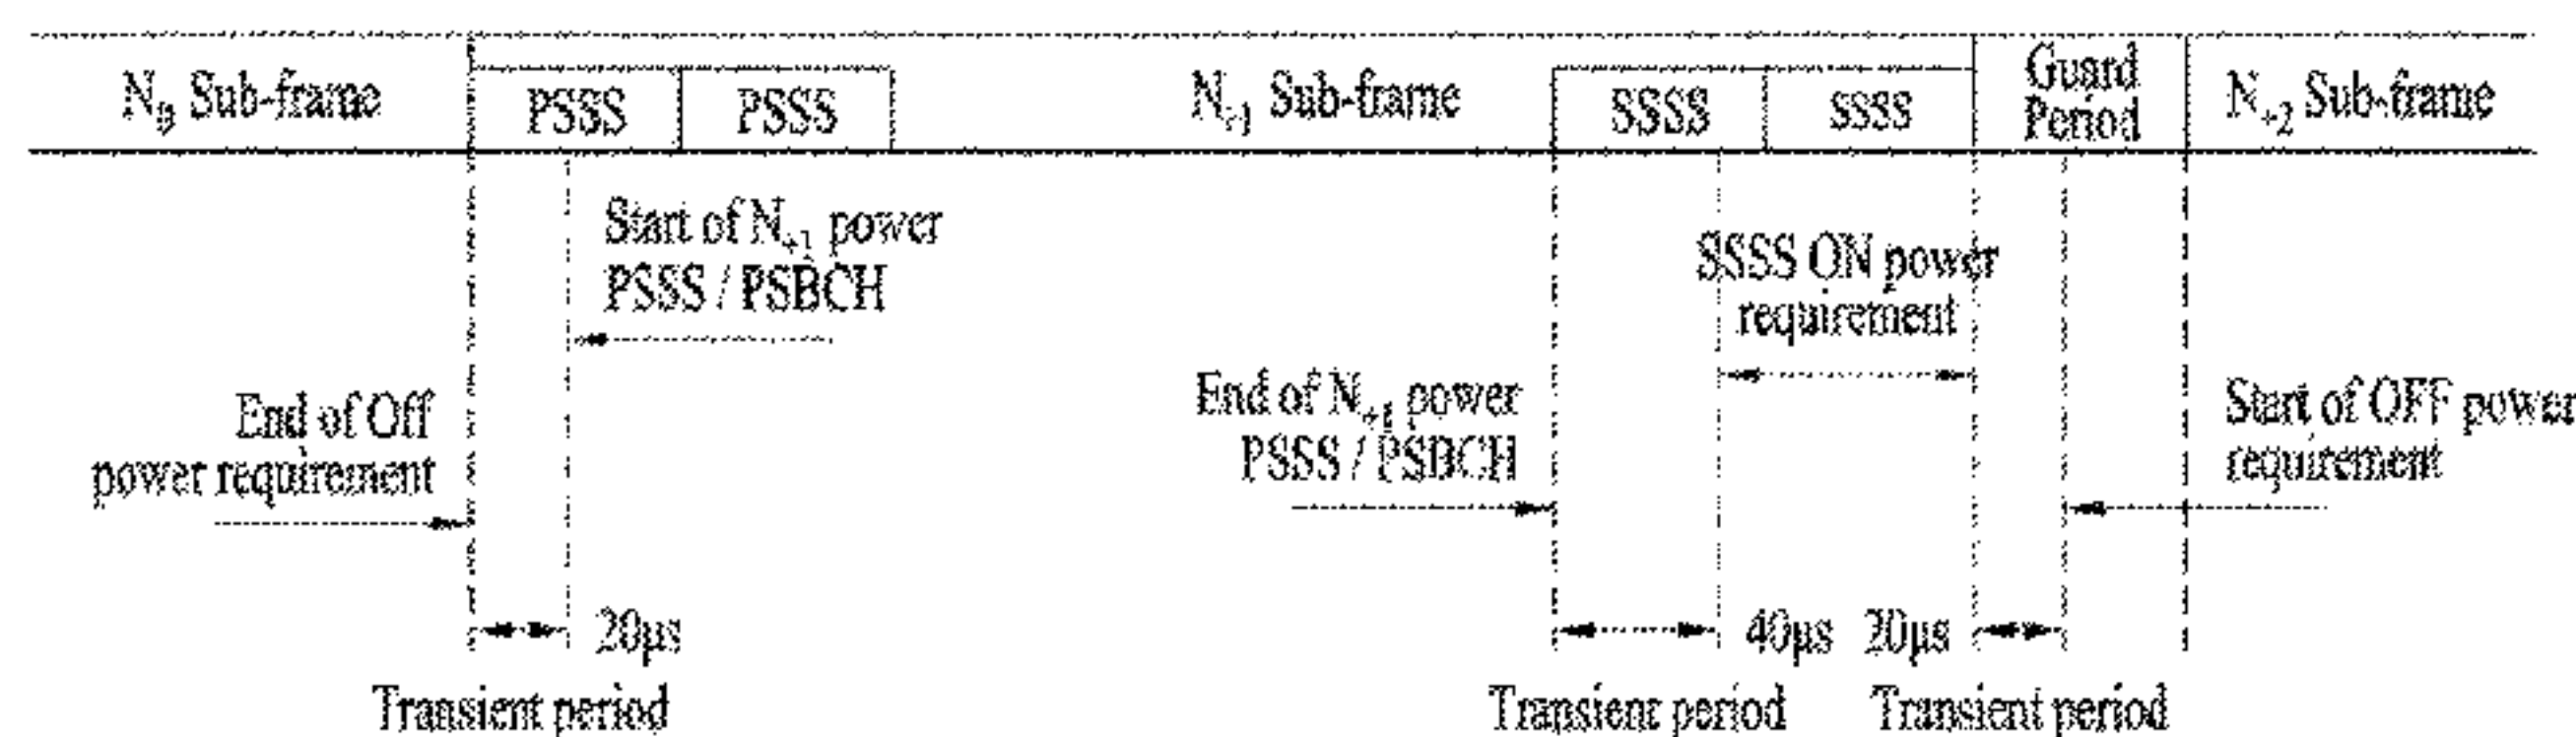 N₀ Sub-frame
PSSS
PSSS
N₊₁ Sub-frame
SSSS
SSSS
Guard
Period
N₊₂ Sub-frame
Start of N₊₁ power
PSSS / PSBCH
SSSS ON power
requirement
End of Off
power requirement
End of N₊₁ power
PSSS / PSBCH
Start of OFF power
requirement
20μs
40μs
20μs
Transient period
Transient period
Transient period